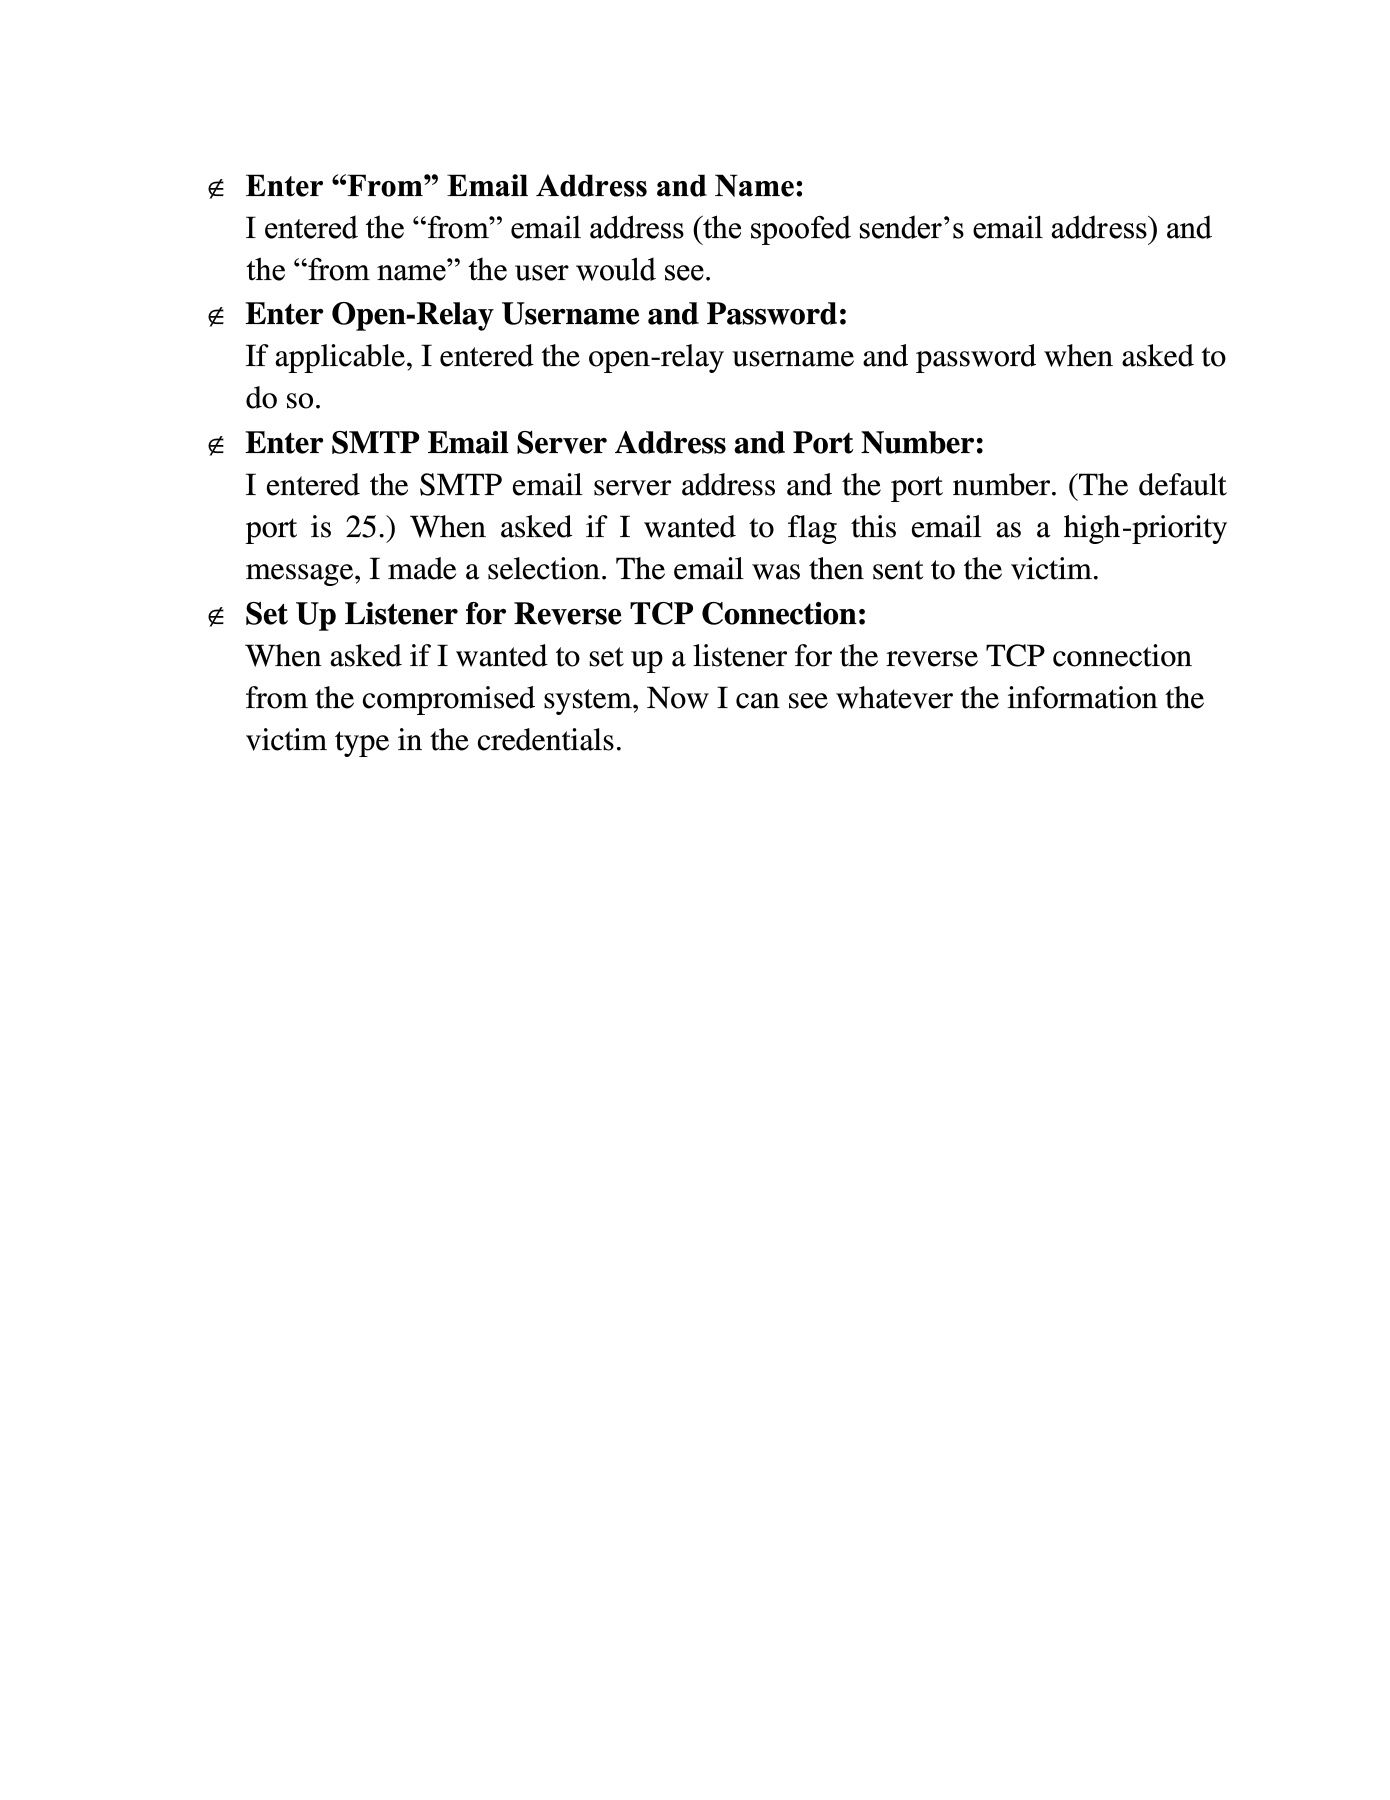 ∉ Enter “From” Email Address and Name:
I entered the “from” email address (the spoofed sender’s email address) and
the “from name” the user would see.
∉ Enter Open-Relay Username and Password:
If applicable, I entered the open-relay username and password when asked to
do so.
∉ Enter SMTP Email Server Address and Port Number:
I entered the SMTP email server address and the port number. (The default
port is 25.) When asked if I wanted to flag this email as a high-priority
message, I made a selection. The email was then sent to the victim.
∉ Set Up Listener for Reverse TCP Connection:
When asked if I wanted to set up a listener for the reverse TCP connection
from the compromised system, Now I can see whatever the information the
victim type in the credentials.